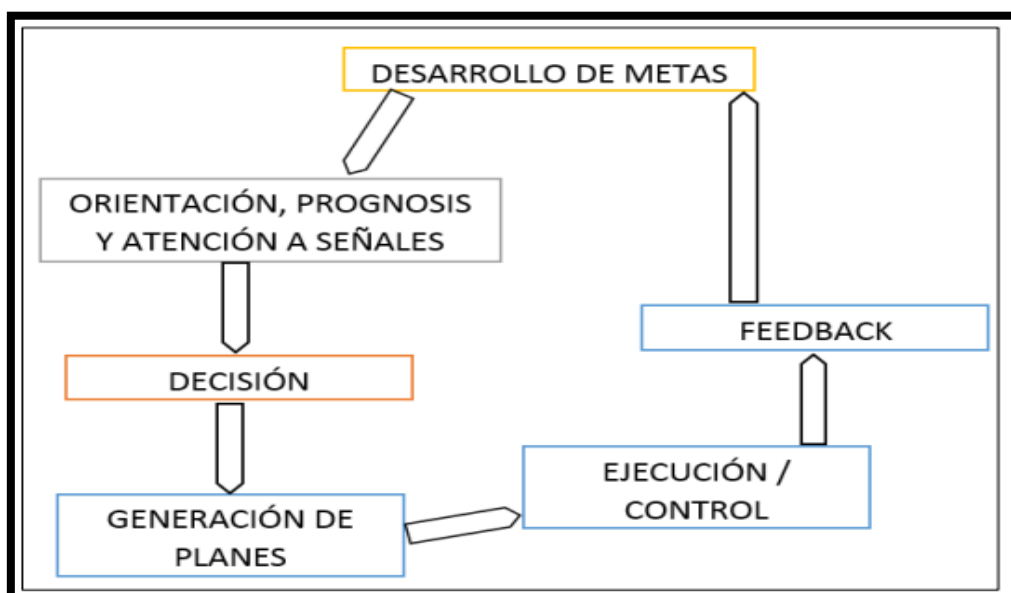 DESARROLLO DE METAS
ORIENTACIÓN, PROGNOSIS
Y ATENCIÓN A SEÑALES
DECISIÓN
GENERACIÓN DE
PLANES
EJECUCIÓN /
CONTROL
FEEDBACK